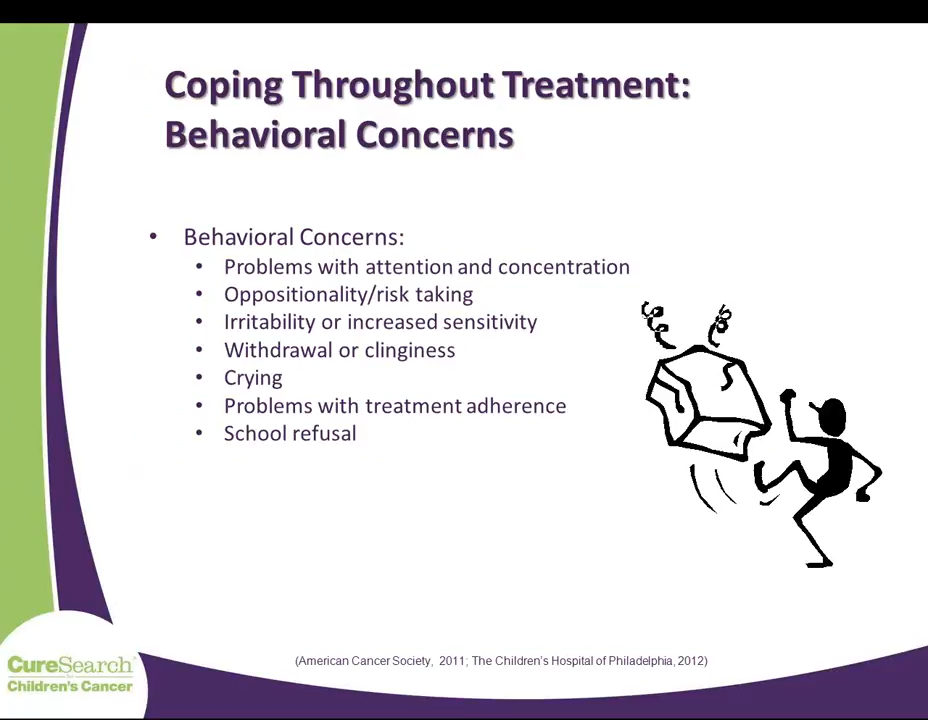 Coping Throughout Treatment:
Behavioral Concerns
• Behavioral Concerns:
• Problems with attention and concentration
• Oppositionality/risk taking
• Irritability or increased sensitivity
• Withdrawal or clinginess
• Crying
• Problems with treatment adherence
• School refusal
(American Cancer Society, 2011; The Children's Hospital of Philadelphia, 2012)
CureSearch
Children's Cancer